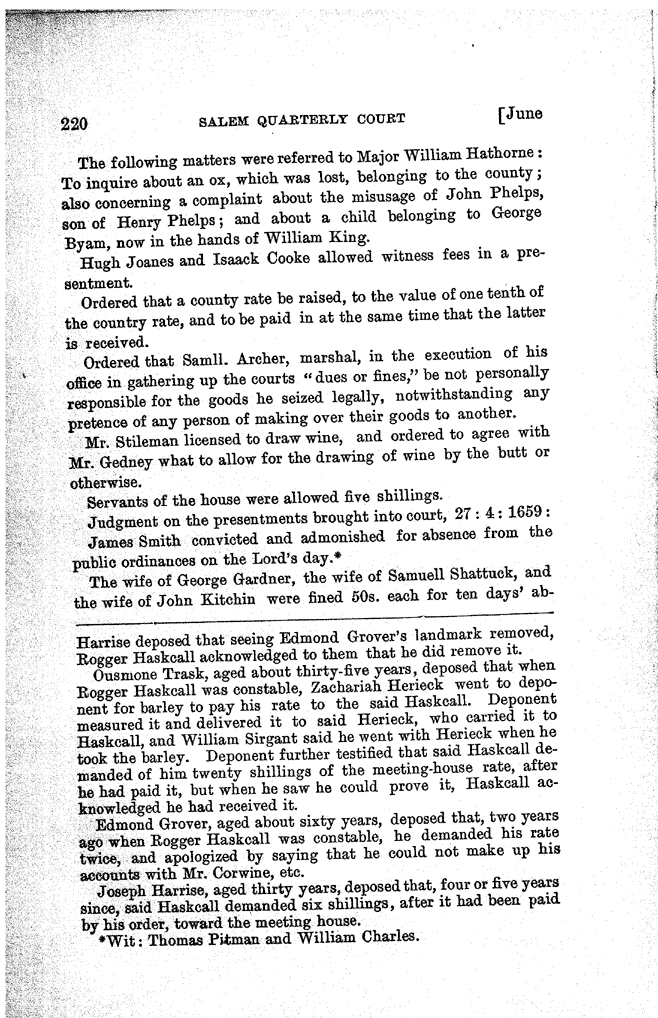 220 SALEM QUARTERLY COURT [June
The following matters were referred to Major William Hathorne :
To inquire about an ox, which was lost, belonging to the county ;
also concerning a complaint about the misusage of John Phelps,
son of Henry Phelps ; and about a child belonging to George
Byam, now in the hands of William King.
Hugh Joanes and Isaack Cooke allowed witness fees in a pre-
sentment.
Ordered that a county rate be raised, to the value of one tenth of
the country rate, and to be paid in at the same time that the latter
is received.
Ordered that Samll. Archer, marshal, in the execution of his
office in gathering up the courts “dues or fines,” be not personally
responsible for the goods he seized legally, notwithstanding any
pretence of any person of making over their goods to another.
Mr. Stileman licensed to draw wine, and ordered to agree with
Mr. Gedney what to allow for the drawing of wine by the butt or
otherwise.
Servants of the house were allowed five shillings.
Judgment on the presentments brought into court, 27 : 4 : 1659 :
James Smith convicted and admonished for absence from the
public ordinances on the Lord's day.*
The wife of George Gardner, the wife of Samuell Shattuck, and
the wife of John Kitchin were fined 50s. each for ten days' ab-
Harrise deposed that seeing Edmond Grover's landmark removed,
Rogger Haskcall acknowledged to them that he did remove it.
Ousmone Trask, aged about thirty-five years, deposed that when
Rogger Haskcall was constable, Zachariah Herieck went to depo-
nent for barley to pay his rate to the said Haskcall. Deponent
measured it and delivered it to said Herieck, who carried it to
Haskcall, and William Sirgant said he went with Herieck when he
took the barley. Deponent further testified that said Haskcall de-
manded of him twenty shillings of the meeting-house rate, after
he had paid it, but when he saw he could prove it, Haskcall ac-
knowledged he had received it.
Edmond Grover, aged about sixty years, deposed that, two years
ago when Rogger Haskcall was constable, he demanded his rate
twice, and apologized by saying that he could not make up his
accounts with Mr. Corwine, etc.
Joseph Harrise, aged thirty years, deposed that, four or five years
since, said Haskcall demanded six shillings, after it had been paid
by his order, toward the meeting house.
*Wit : Thomas Pitman and William Charles.